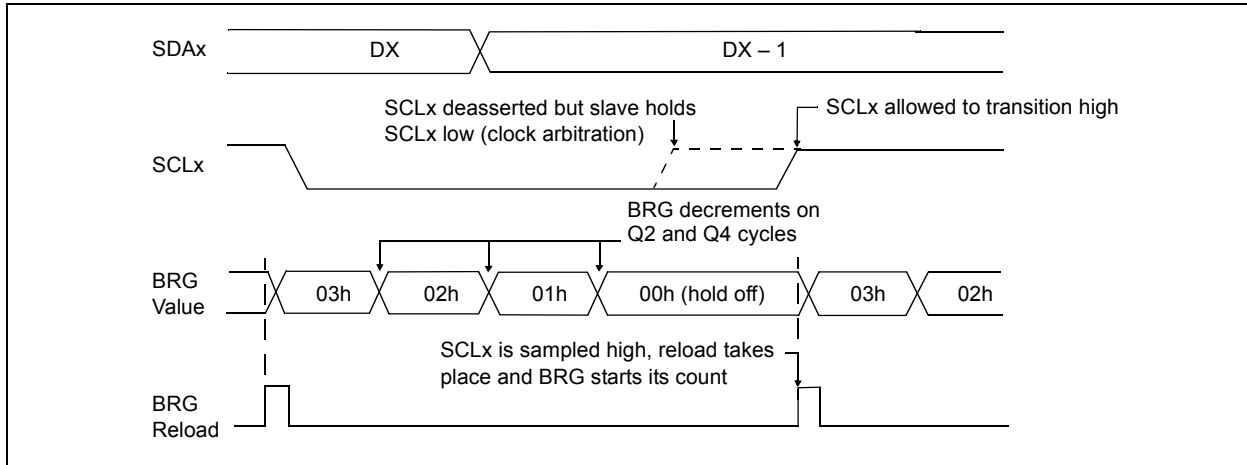 SDAx
DX
DX – 1
SCLx deasserted but slave holds
SCLx low (clock arbitration)
SCLx allowed to transition high
SCLx
BRG decrements on
Q2 and Q4 cycles
BRG
Value
03h
02h
01h
00h (hold off)
03h
02h
SCLx is sampled high, reload takes
place and BRG starts its count
BRG
Reload